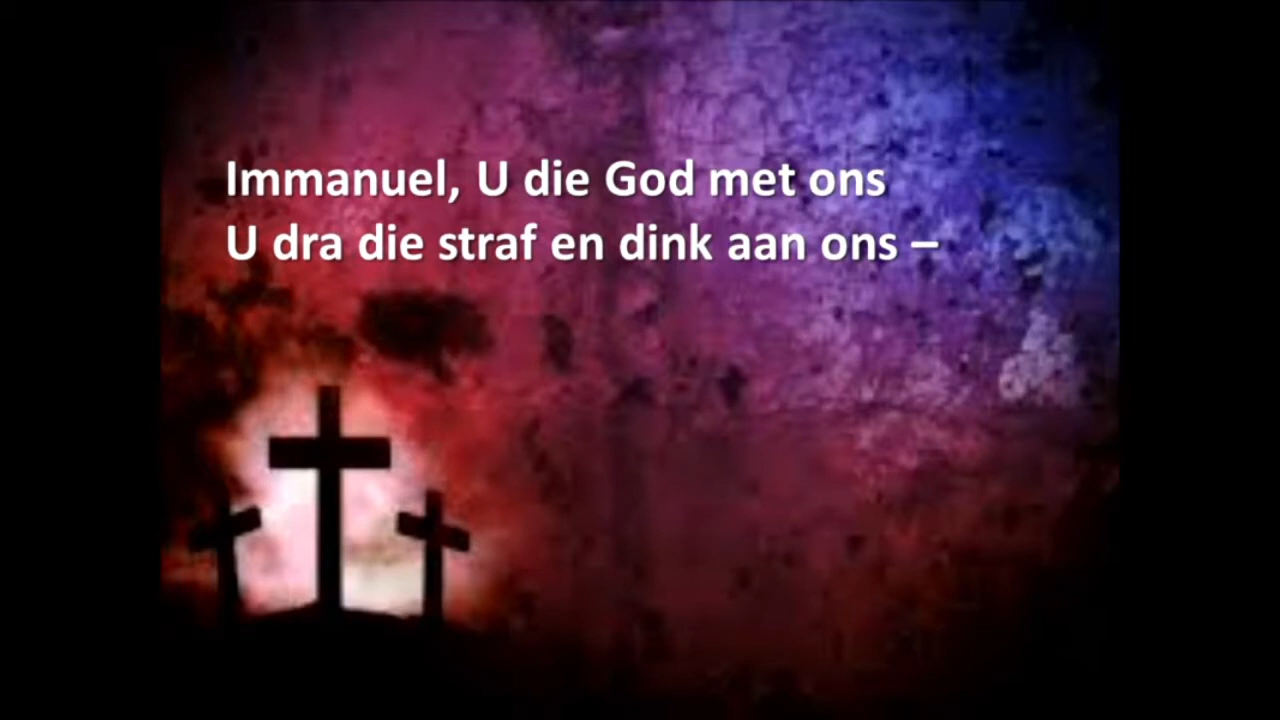 Immanuel, U die God met ons
U dra die straf en dink aan ons –